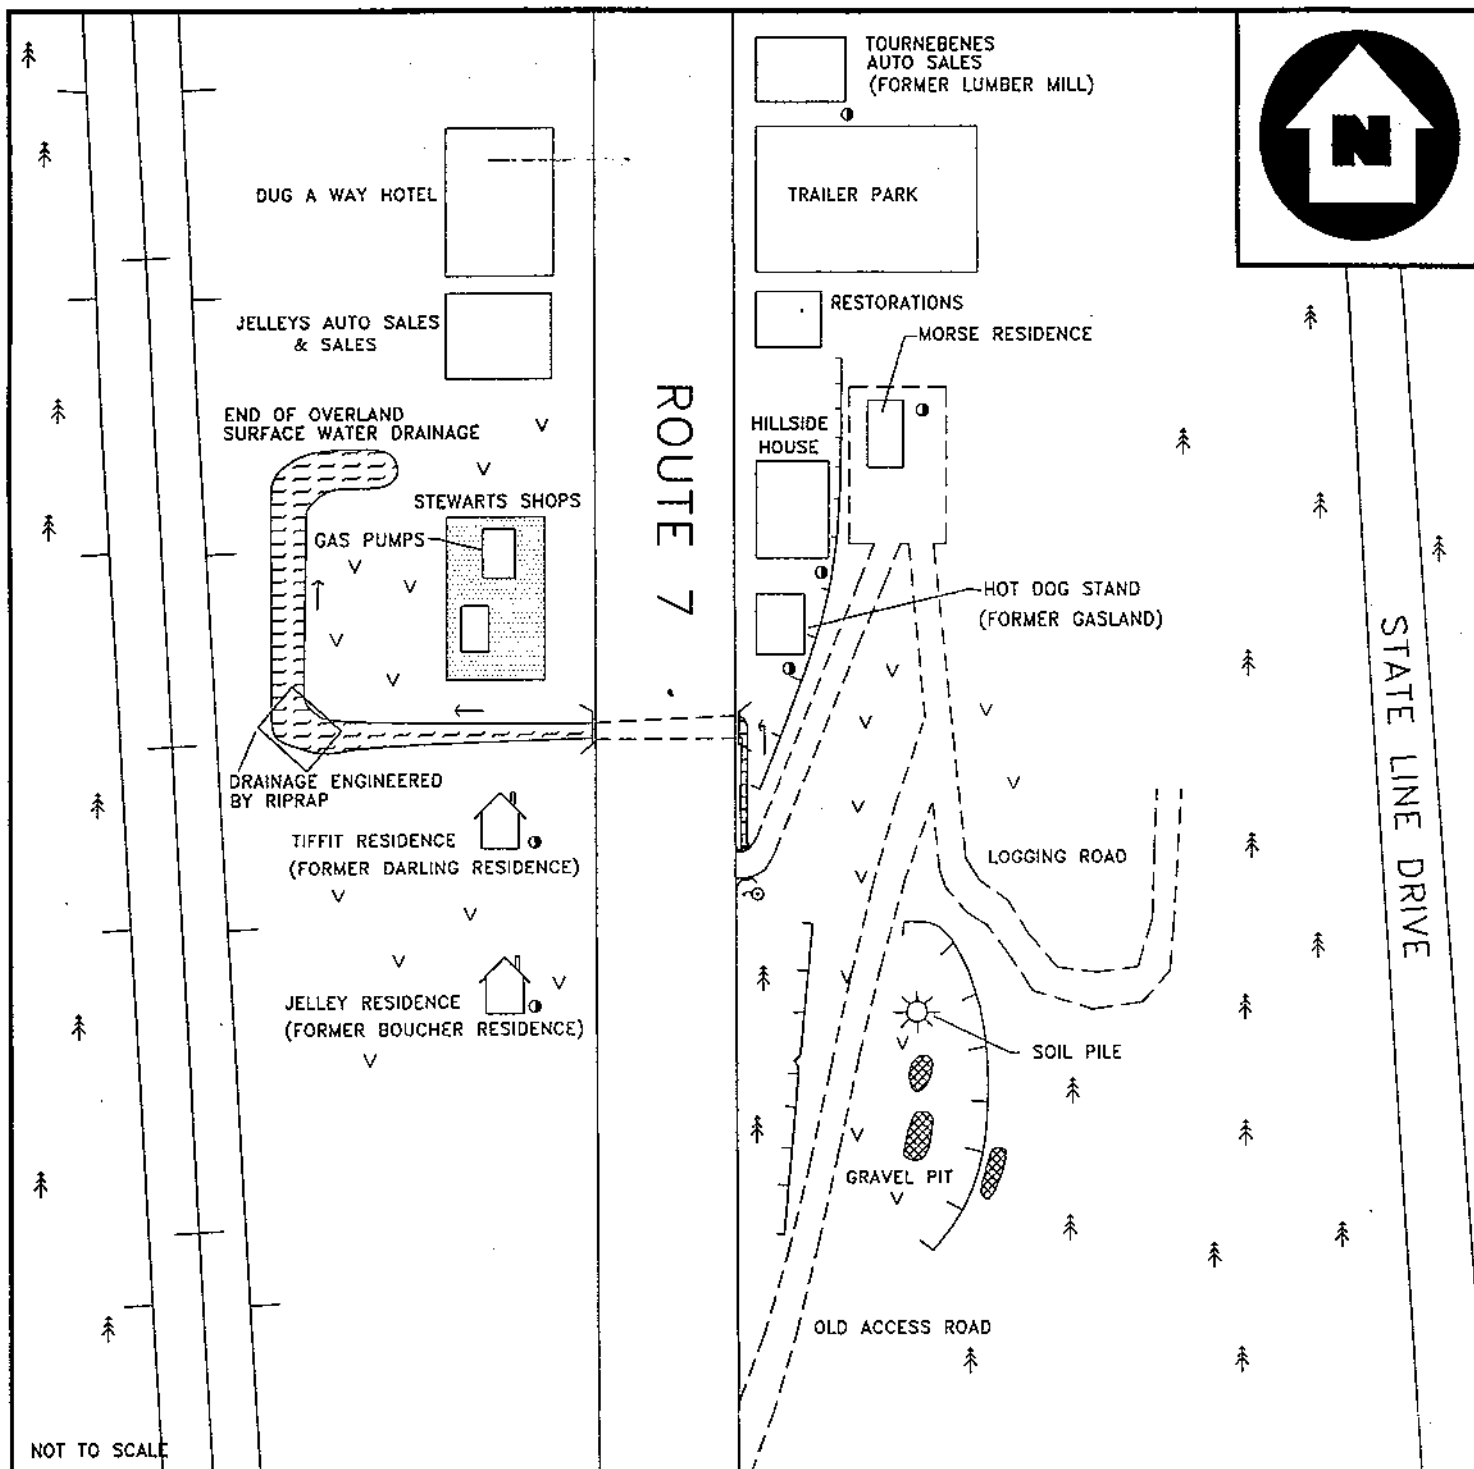 TOURNEBENES
AUTO SALES
(FORMER LUMBER MILL)
N
DUG A WAY HOTEL
TRAILER PARK
JELLEYS AUTO SALES
& SALES
RESTORATIONS
MORSE RESIDENCE
ROUTE 7
END OF OVERLAND
SURFACE WATER DRAINAGE
HILLSIDE
HOUSE
STEWARTS SHOPS
GAS PUMPS
HOT DOG STAND
(FORMER GASLAND)
STATE LINE DRIVE
DRAINAGE ENGINEERED
BY RIPRAP
TIFFIT RESIDENCE
(FORMER DARLING RESIDENCE)
LOGGING ROAD
JELLEY RESIDENCE
(FORMER BOUCHER RESIDENCE)
SOIL PILE
GRAVEL PIT
OLD ACCESS ROAD
NOT TO SCALE